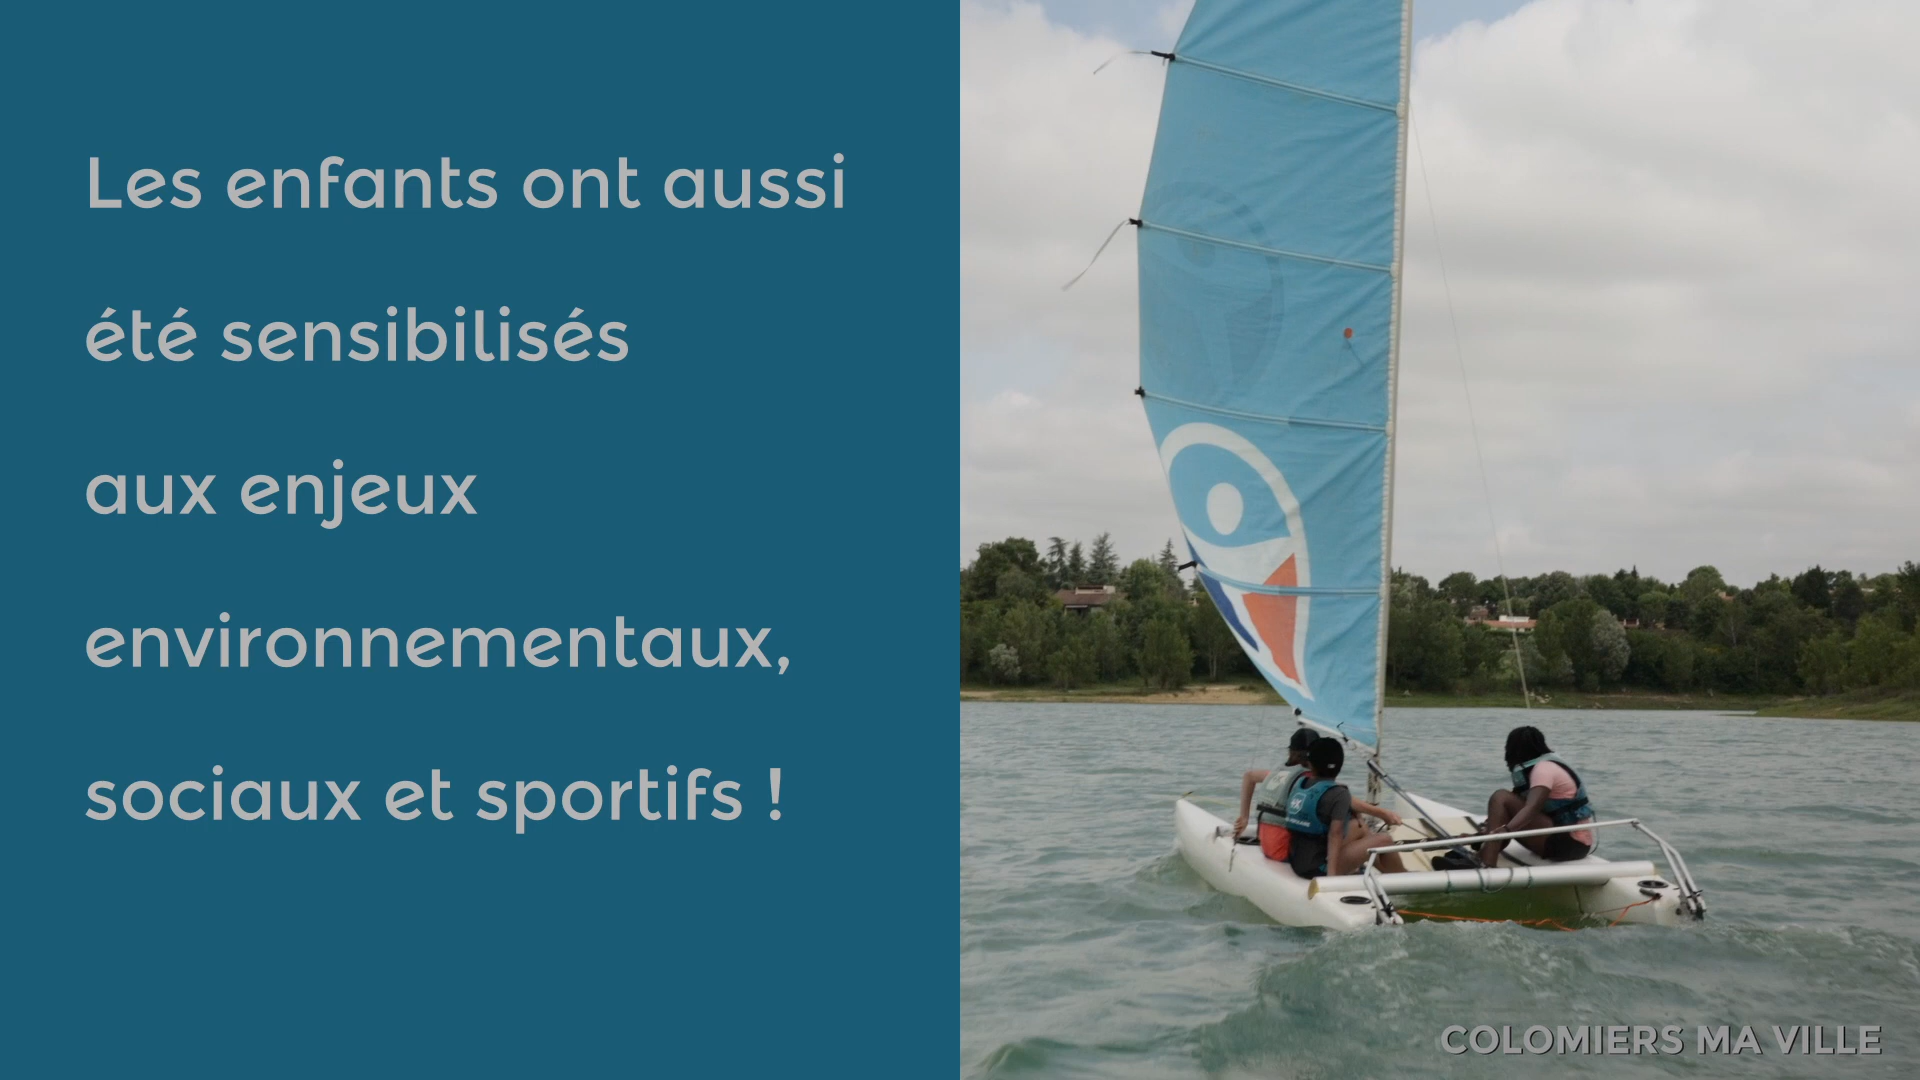 Les enfants ont aussi
été sensibilisés
aux enjeux
environnementaux,
sociaux et sportifs !
COLOMIERS MA VILLE